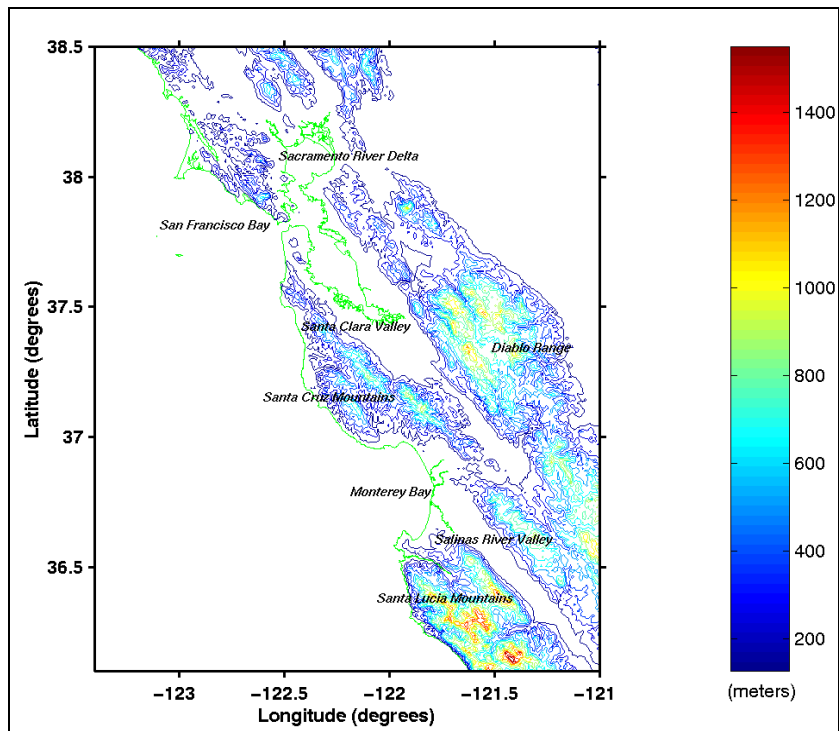 38.5
38
37.5
37
36.5
Latitude (degrees)
−123
−122.5
−122
−121.5
−121
Longitude (degrees)
Sacramento River Delta
San Francisco Bay
Santa Clara Valley
Diablo Range
Santa Cruz Mountains
Monterey Bay
Salinas River Valley
Santa Lucia Mountains
1400
1200
1000
800
600
400
200
(meters)